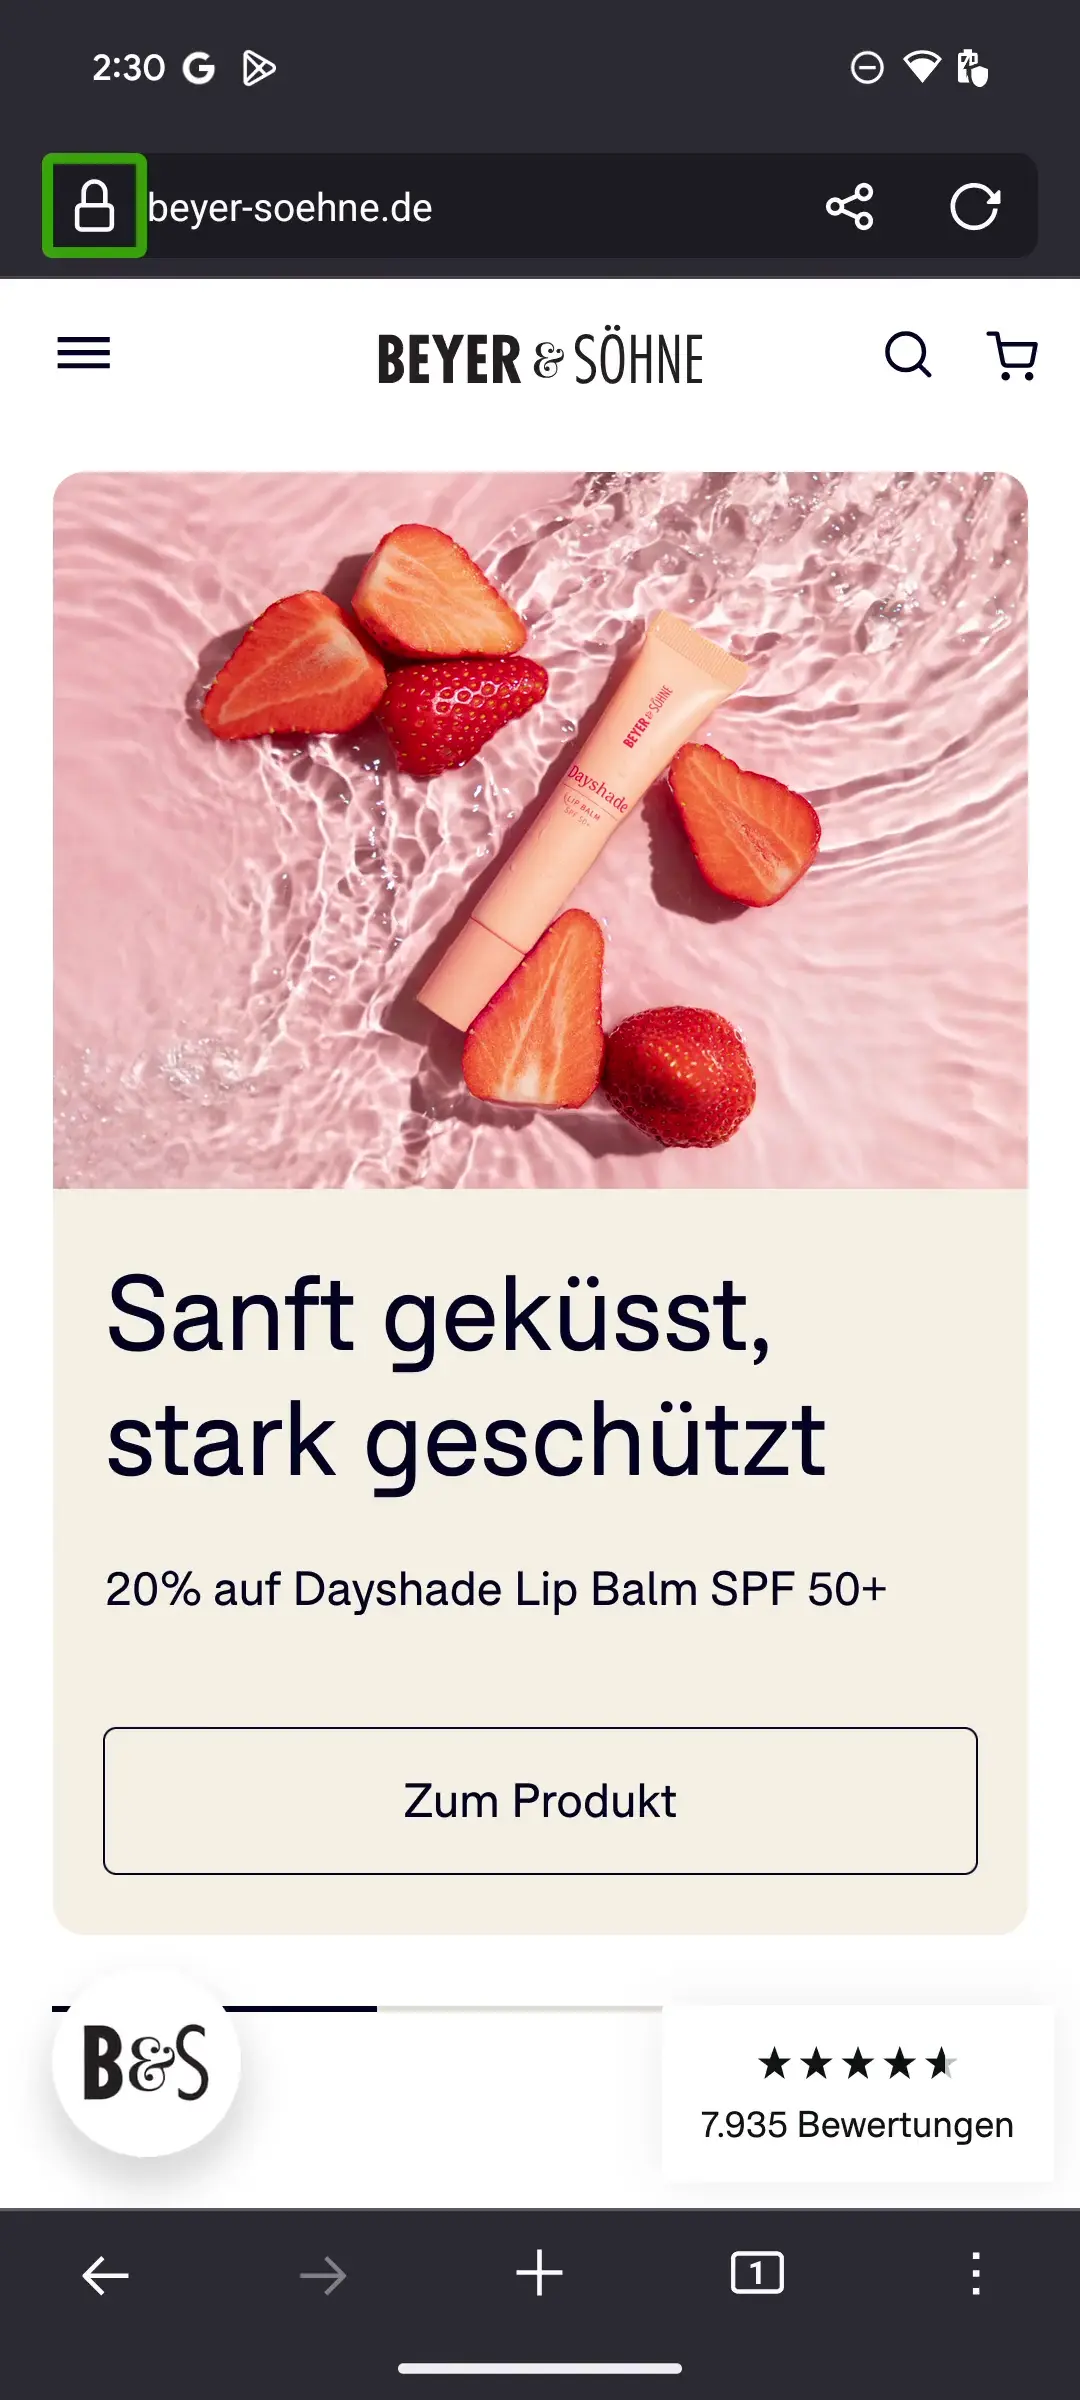 2:30
beyer-soehne.de
BEYER & SÖHNE
BEYER & SÖHNE
Dayshade
LIP BALM
SPF 50+
Sanft geküsst,
stark geschützt
20% auf Dayshade Lip Balm SPF 50+
Zum Produkt
B&S
7.935 Bewertungen
1